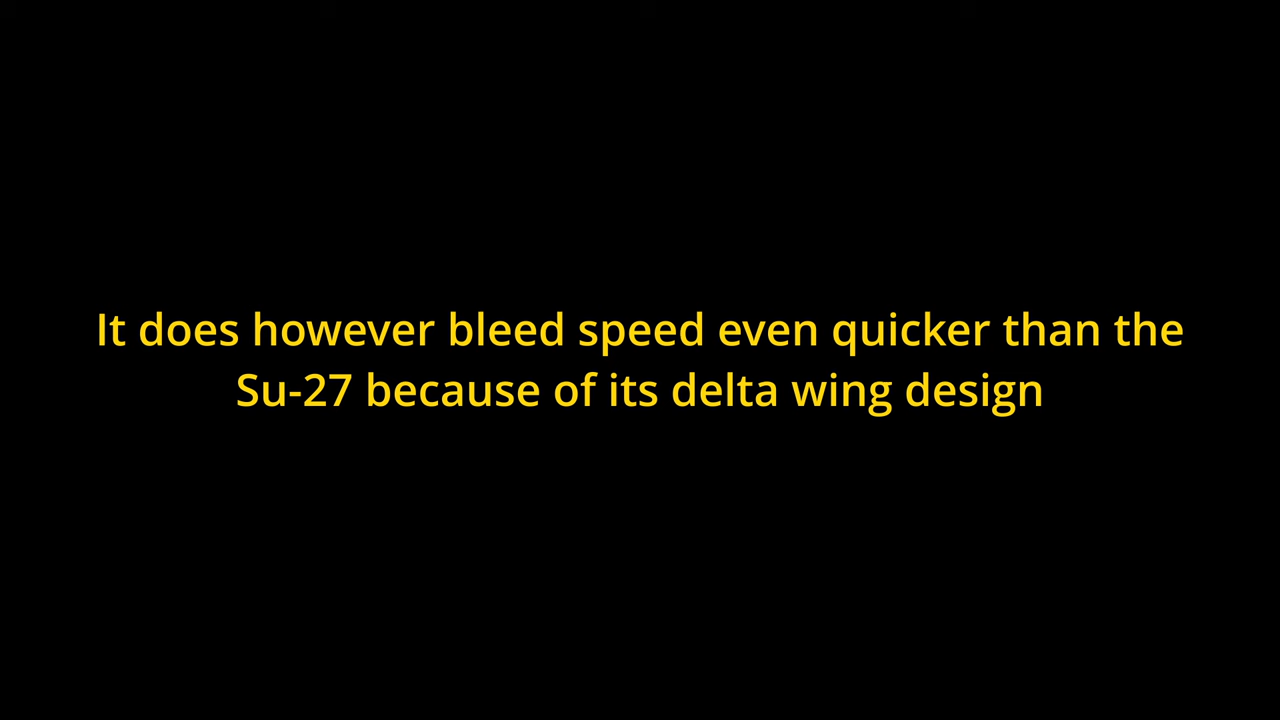 It does however bleed speed even quicker than the
Su-27 because of its delta wing design